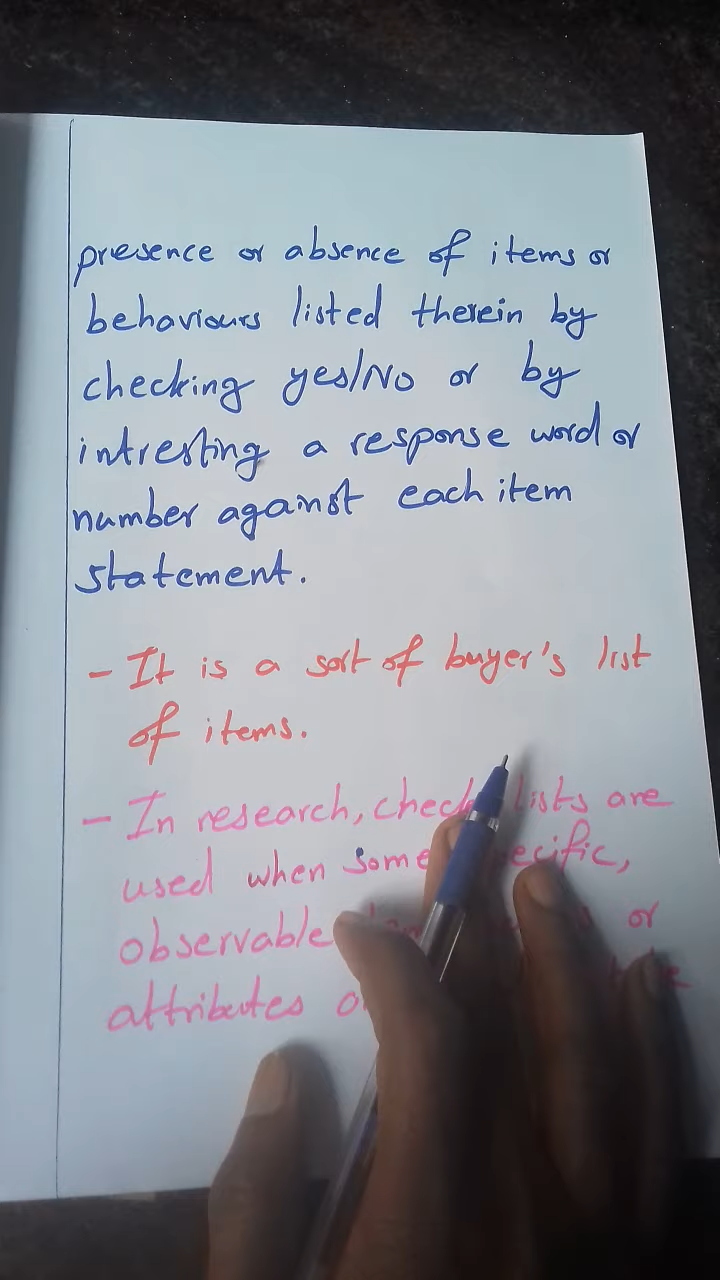 presence or absence of items or
behaviours listed therein by
checking yes/No or by
intresting a response word or
number against each item
statement.
- It is a sort of buyer's list
of items.
- In research, check lists are
used when some
observable or
attributes